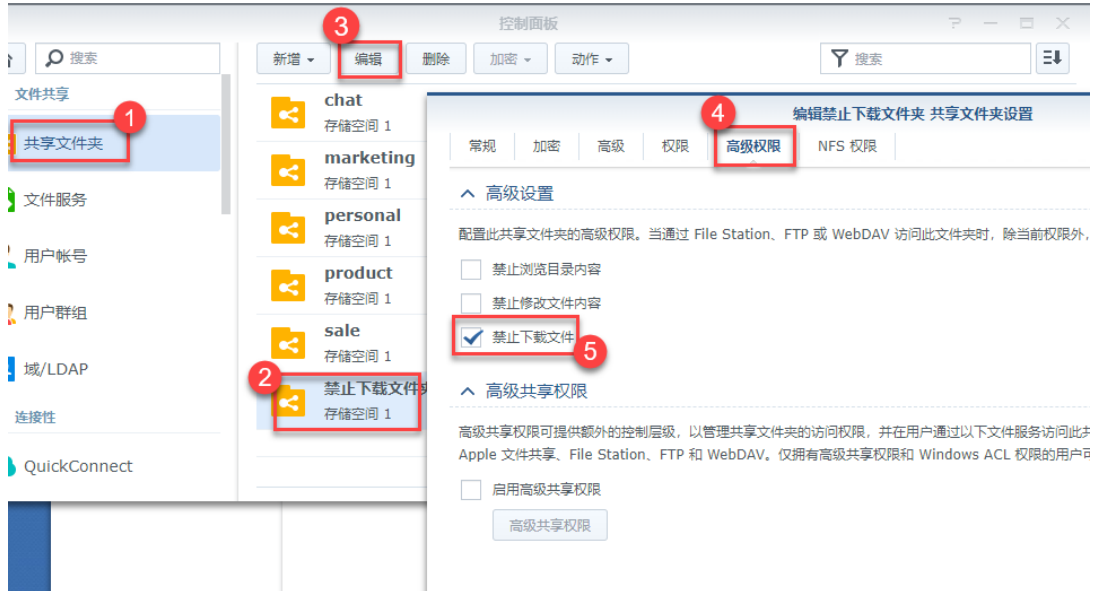 控制面板
3
搜索
新增
编辑
删除
加密
动作
搜索
文件共享
1
共享文件夹
文件服务
用户帐号
用户群组
域/LDAP
连接性
QuickConnect
chat
存储空间 1
marketing
存储空间 1
personal
存储空间 1
product
存储空间 1
sale
存储空间 1
2
禁止下载文件夹
存储空间 1
4
编辑禁止下载文件夹 共享文件夹设置
常规
加密
高级
权限
高级权限
NFS 权限
高级设置
配置此共享文件夹的高级权限。当通过 File Station、FTP 或 WebDAV 访问此文件夹时，除当前权限外，
禁止浏览目录内容
禁止修改文件内容
禁止下载文件
5
高级共享权限
高级共享权限可提供额外的控制层级，以管理共享文件夹的访问权限，并在用户通过以下文件服务访问此共
Apple 文件共享、File Station、FTP 和 WebDAV。仅拥有高级共享权限和 Windows ACL 权限的用户可
启用高级共享权限
高级共享权限